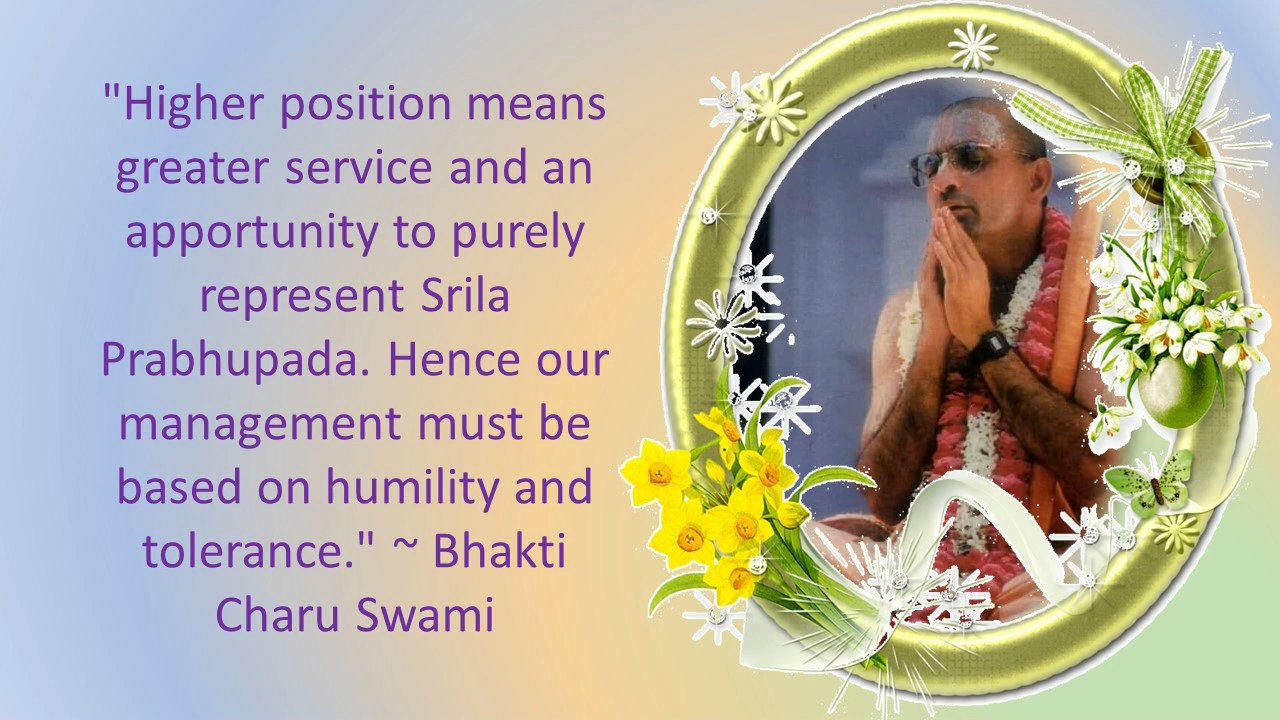 "Higher position means
greater service and an
apportunity to purely
represent Srila
Prabhupada. Hence our
management must be
based on humility and
tolerance." ~ Bhakti
Charu Swami